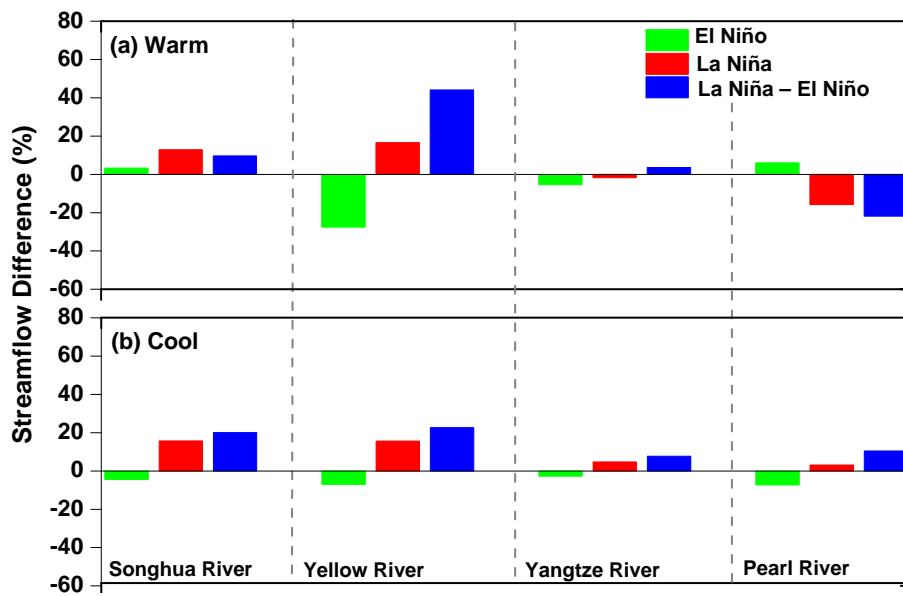 Streamflow Difference (%)
(a) Warm
El Niño
La Niña
La Niña – El Niño
80
60
40
20
0
-20
-40
-60
(b) Cool
80
60
40
20
0
-20
-40
-60
Songhua River
Yellow River
Yangtze River
Pearl River